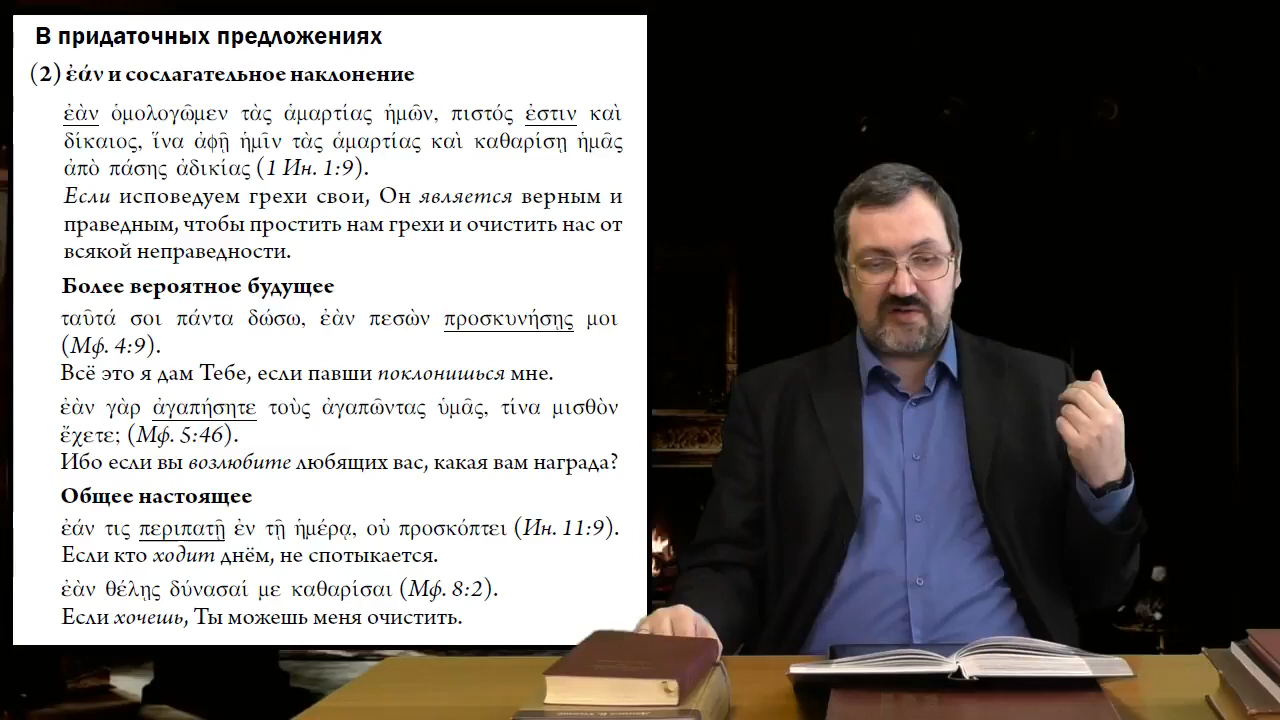 В придаточных предложениях
(2) ἐάν и сослагательное наклонение
ἐὰν ὁμολογῶμεν τὰς ἁμαρτίας ἡμῶν, πιστός ἐστιν καὶ
δίκαιος, ἵνα ἀφῇ ἡμῖν τὰς ἁμαρτίας καὶ καθαρίσῃ ἡμᾶς
ἀπὸ πάσης ἀδικίας (1 Ин. 1:9).
Если исповедуем грехи свои, Он является верным и
праведным, чтобы простить нам грехи и очистить нас от
всякой неправедности.
Более вероятное будущее
ταῦτά σοι πάντα δώσω, ἐὰν πεσὼν προσκυνήσῃς μοι
(Мф. 4:9).
Всё это я дам Тебе, если павши поклонишься мне.
ἐὰν γὰρ ἀγαπήσητε τοὺς ἀγαπῶντας ὑμᾶς, τίνα μισθὸν
ἔχετε; (Мф. 5:46).
Ибо если вы возлюбите любящих вас, какая вам награда?
Общее настоящее
ἐάν τις περιπατῇ ἐν τῇ ἡμέρᾳ, οὐ προσκόπτει (Ин. 11:9).
Если кто ходит днём, не спотыкается.
ἐὰν θέλῃς δύνασαί με καθαρίσαι (Мф. 8:2).
Если хочешь, Ты можешь меня очистить.